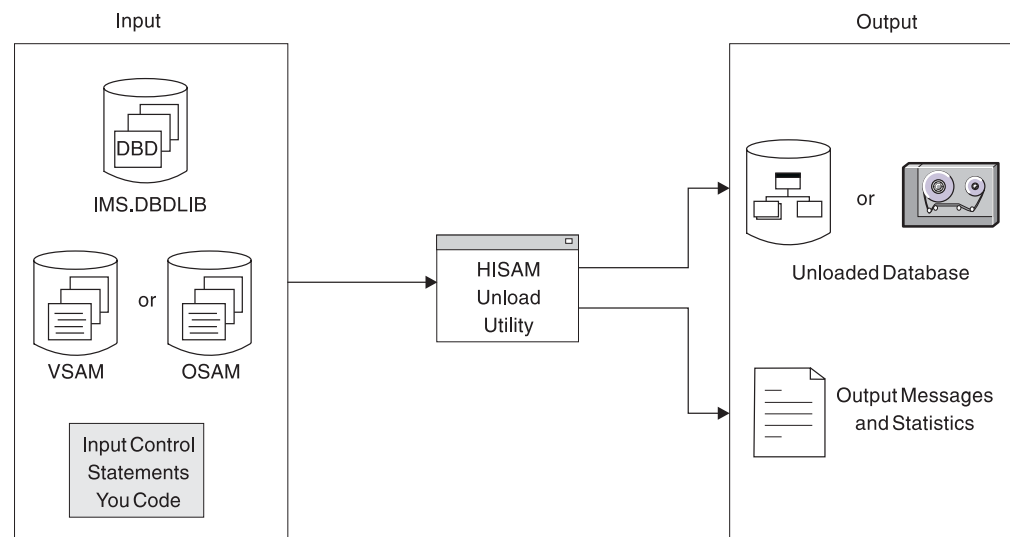 Input
DBD
IMS.DBDLIB
or
VSAM
OSAM
Input Control
Statements
You Code
HISAM
Unload
Utility
Output
or
Unloaded Database
Output Messages
and Statistics